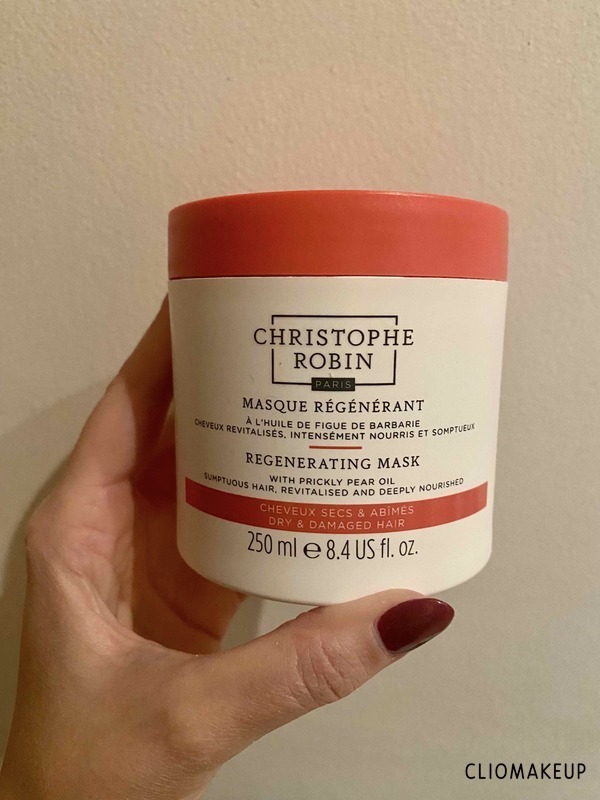 CHRISTOPHE
ROBIN
PARIS
MASQUE RÉGÉNÉRANT
À L'HUILE DE FIGUE DE BARBARIE
CHEVEUX REVITALISÉS, INTENSÉMENT NOURRIS ET SOMPTUEUX
REGENERATING MASK
WITH PRICKLY PEAR OIL
SUMPTUOUS HAIR, REVITALISED AND DEEPLY NOURISHED
CHEVEUX SECS & ABÎMÉS
DRY & DAMAGED HAIR
250 ml ℮ 8.4 US fl. oz.
CLIOMAKEUP